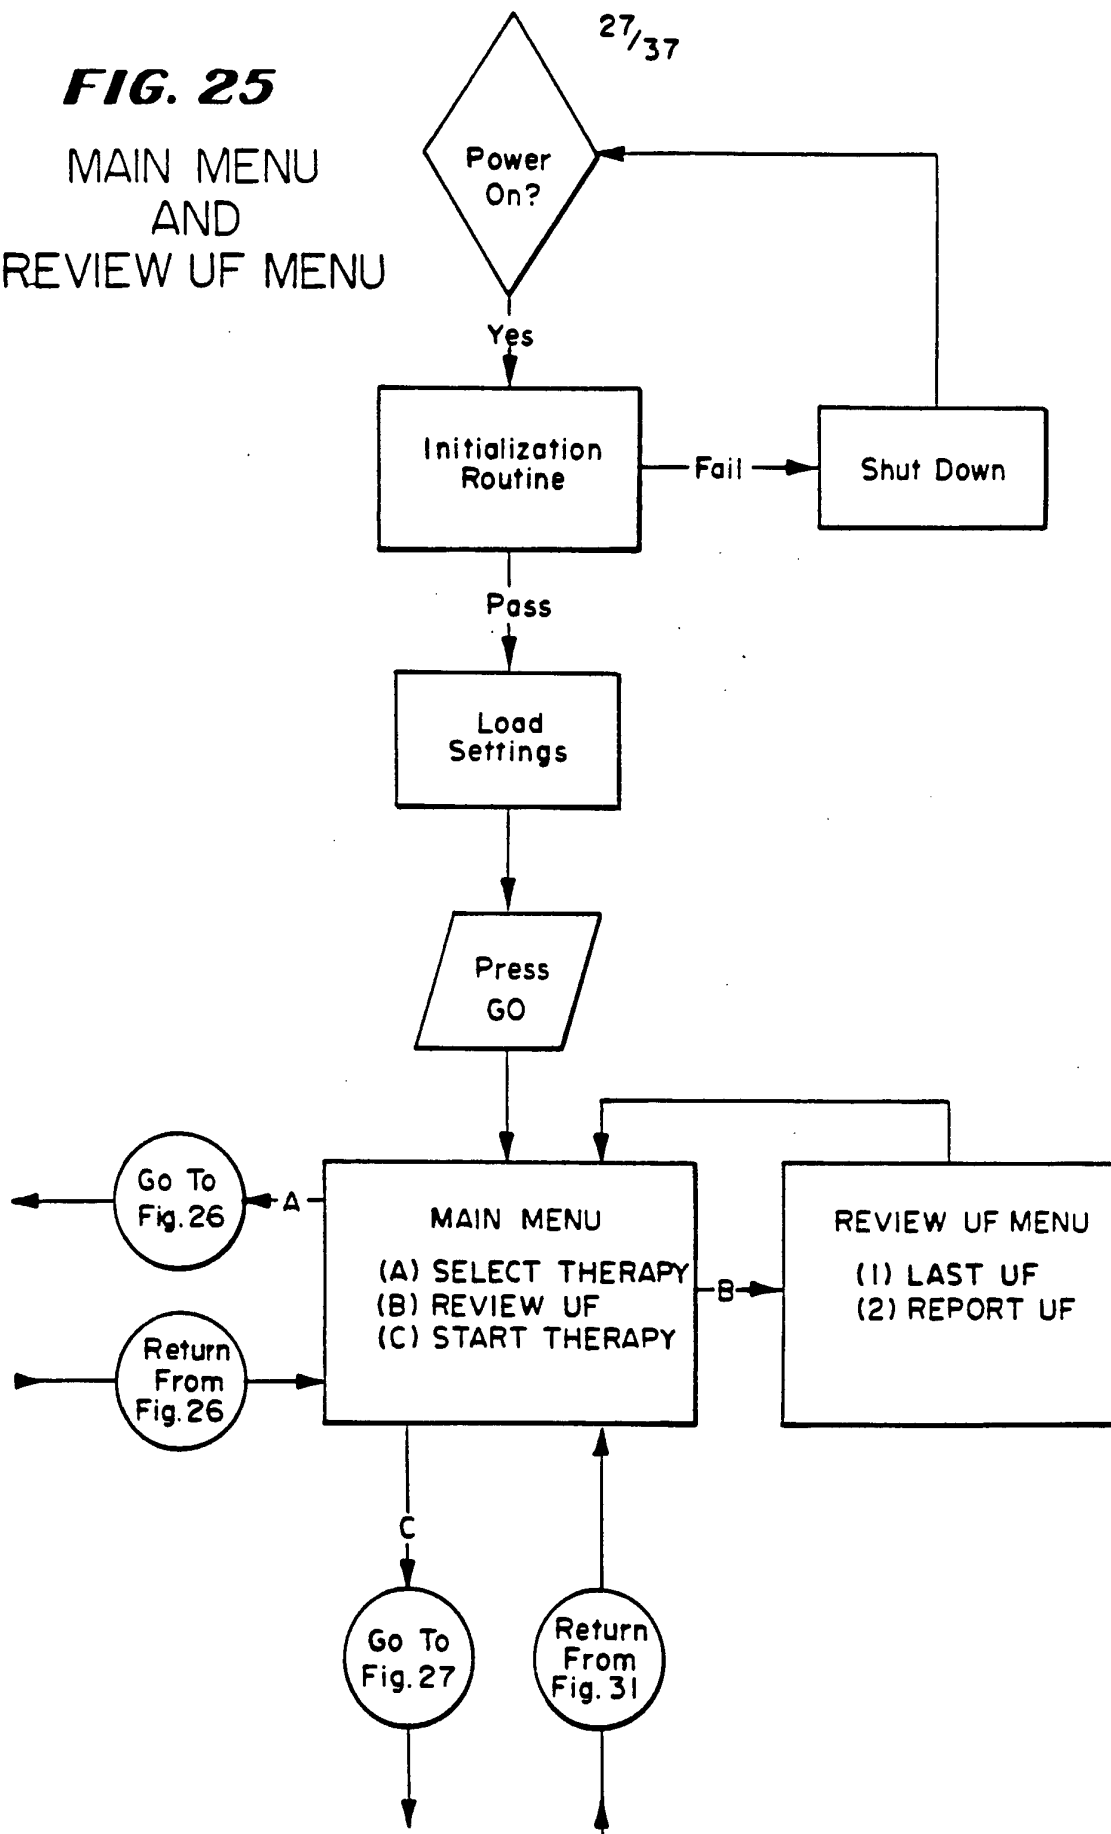 27/37
FIG. 25
MAIN MENU
AND
REVIEW UF MENU
Power
On?
Yes
Initialization
Routine
Fail
Shut Down
Pass
Load
Settings
Press
GO
Go To
Fig. 26
A
MAIN MENU
(A) SELECT THERAPY
(B) REVIEW UF
(C) START THERAPY
B
REVIEW UF MENU
(1) LAST UF
(2) REPORT UF
Return
From
Fig. 26
C
Go To
Fig. 27
Return
From
Fig. 31